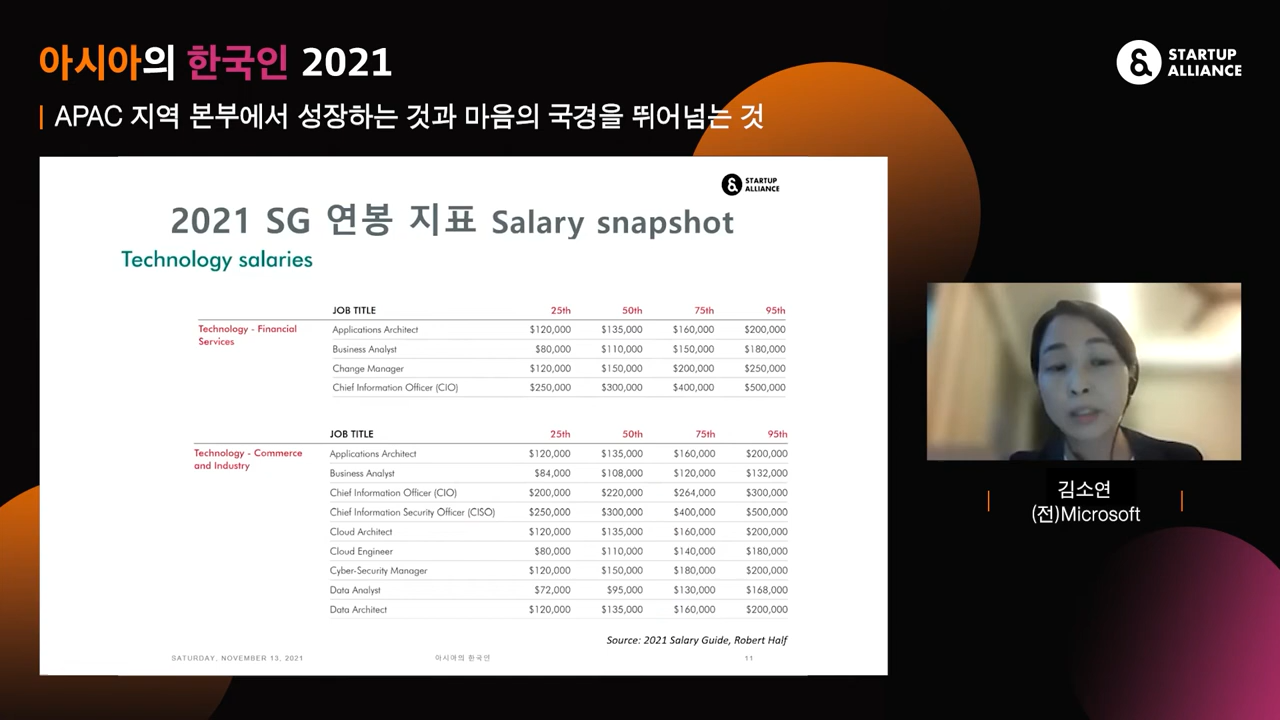 아시아의 한국인 2021
STARTUP
ALLIANCE
| APAC 지역 본부에서 성장하는 것과 마음의 국경을 뛰어넘는 것
STARTUP
ALLIANCE
2021 SG 연봉 지표 Salary snapshot
Technology salaries
JOB TITLE 25th 50th 75th 95th
Technology - Financial
Services
Applications Architect $120,000 $135,000 $160,000 $200,000
Business Analyst $80,000 $110,000 $150,000 $180,000
Change Manager $120,000 $150,000 $200,000 $250,000
Chief Information Officer (CIO) $250,000 $300,000 $400,000 $500,000
JOB TITLE 25th 50th 75th 95th
Technology - Commerce
and Industry
Applications Architect $120,000 $135,000 $160,000 $200,000
Business Analyst $84,000 $108,000 $120,000 $132,000
Chief Information Officer (CIO) $200,000 $220,000 $264,000 $300,000
Chief Information Security Officer (CISO) $250,000 $300,000 $400,000 $500,000
Cloud Architect $120,000 $135,000 $160,000 $200,000
Cloud Engineer $80,000 $110,000 $140,000 $180,000
Cyber-Security Manager $120,000 $150,000 $180,000 $200,000
Data Analyst $72,000 $95,000 $130,000 $168,000
Data Architect $120,000 $135,000 $160,000 $200,000
Source: 2021 Salary Guide, Robert Half
SATURDAY, NOVEMBER 13, 2021 아시아의 한국인 11
김소연
(전)Microsoft